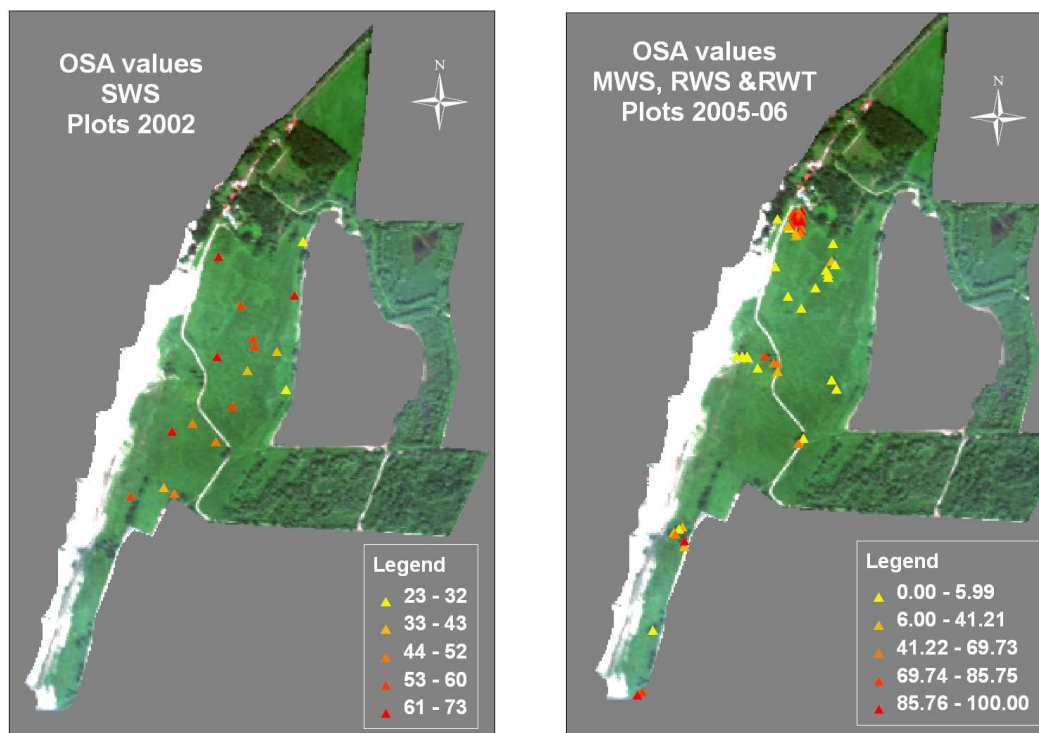 OSA values
SWS
Plots 2002
N
Legend
23 - 32
33 - 43
44 - 52
53 - 60
61 - 73
OSA values
MWS, RWS &RWT
Plots 2005-06
N
Legend
0.00 - 5.99
6.00 - 41.21
41.22 - 69.73
69.74 - 85.75
85.76 - 100.00